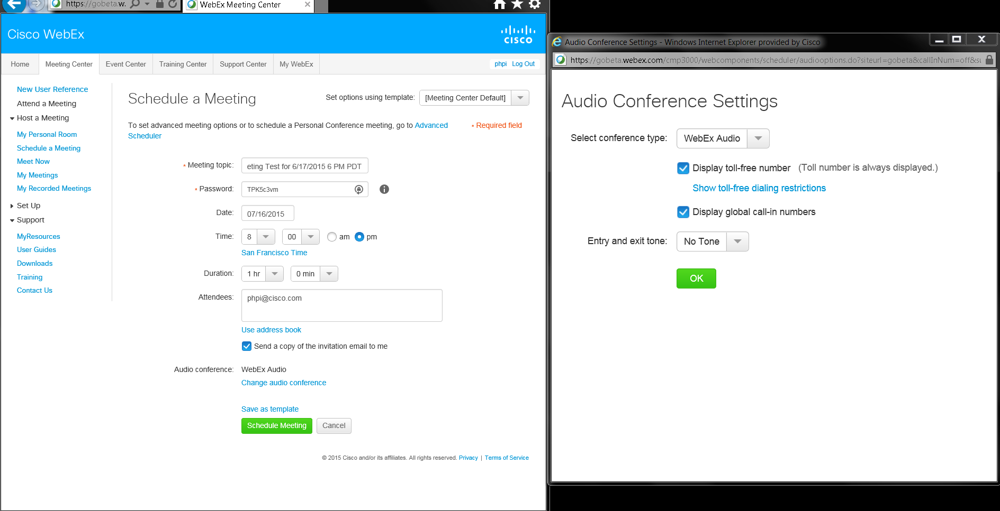 https://gobeta.w.
WebEx Meeting Center
Cisco WebEx
CISCO
Home
Meeting Center
Event Center
Training Center
Support Center
My WebEx
phpi
Log Out
New User Reference
Attend a Meeting
Host a Meeting
My Personal Room
Schedule a Meeting
Meet Now
My Meetings
My Recorded Meetings
Set Up
Support
MyResources
User Guides
Downloads
Training
Contact Us
Schedule a Meeting
Set options using template: [Meeting Center Default]
To set advanced meeting options or to schedule a Personal Conference meeting, go to Advanced
Scheduler
* Required field
* Meeting topic: eting Test for 6/17/2015 6 PM PDT
* Password: TPK5c3vm
Date: 07/16/2015
Time: 8 00 am pm
San Francisco Time
Duration: 1 hr 0 min
Attendees: phpi@cisco.com
Use address book
Send a copy of the invitation email to me
Audio conference: WebEx Audio
Change audio conference
Save as template
Schedule Meeting
Cancel
© 2015 Cisco and/or its affiliates. All rights reserved. Privacy | Terms of Service
Audio Conference Settings - Windows Internet Explorer provided by Cisco
https://gobeta.webex.com/cmp3000/webcomponents/scheduler/audiooptions.do?siteurl=gobeta&callInNum=off&su
Audio Conference Settings
Select conference type: WebEx Audio
Display toll-free number (Toll number is always displayed.)
Show toll-free dialing restrictions
Display global call-in numbers
Entry and exit tone: No Tone
OK